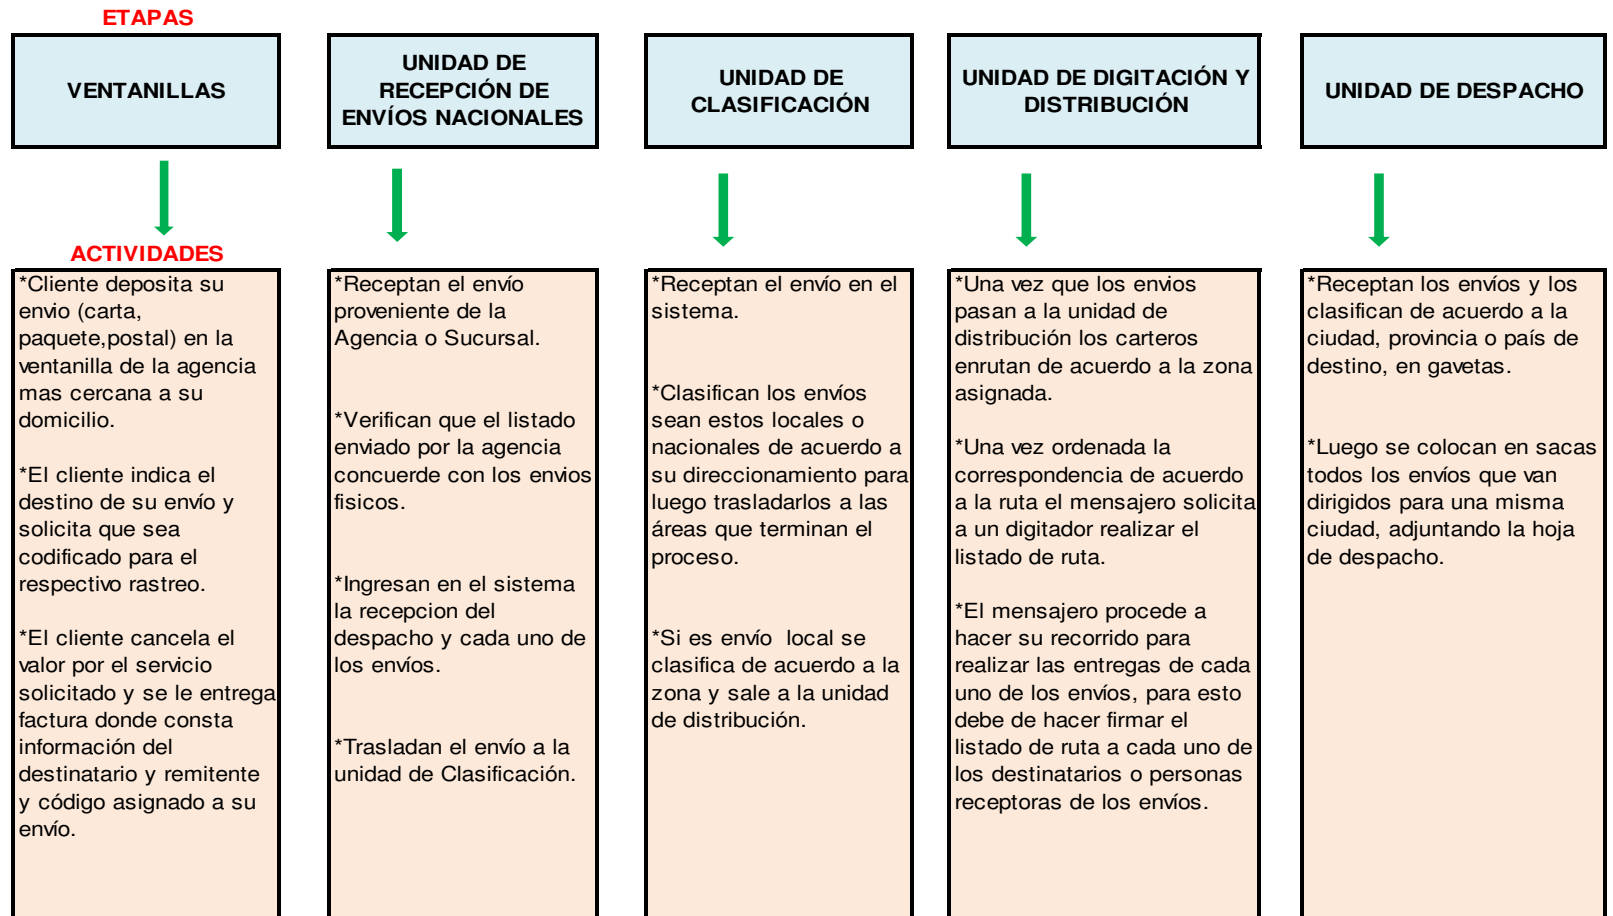 ETAPAS
VENTANILLAS
UNIDAD DE
RECEPCIÓN DE
ENVÍOS NACIONALES
UNIDAD DE
CLASIFICACIÓN
UNIDAD DE DIGITACIÓN Y
DISTRIBUCIÓN
UNIDAD DE DESPACHO
ACTIVIDADES
*Cliente deposita su
envio (carta,
paquete,postal) en la
ventanilla de la agencia
mas cercana a su
domicilio.
*El cliente indica el
destino de su envío y
solicita que sea
codificado para el
respectivo rastreo.
*El cliente cancela el
valor por el servicio
solicitado y se le entrega
factura donde consta
información del
destinatario y remitente
y código asignado a su
envío.
*Receptan el envío
proveniente de la
Agencia o Sucursal.
*Verifican que el listado
enviado por la agencia
concuerde con los envios
fisicos.
*Ingresan en el sistema
la recepcion del
despacho y cada uno de
los envíos.
*Trasladan el envío a la
unidad de Clasificación.
*Receptan el envío en el
sistema.
*Clasifican los envíos
sean estos locales o
nacionales de acuerdo a
su direccionamiento para
luego trasladarlos a las
áreas que terminan el
proceso.
*Si es envío  local se
clasifica de acuerdo a la
zona y sale a la unidad
de distribución.
*Una vez que los envios
pasan a la unidad de
distribución los carteros
enrutan de acuerdo a la zona
asignada.
*Una vez ordenada la
correspondencia de acuerdo
a la ruta el mensajero solicita
a un digitador realizar el
listado de ruta.
*El mensajero procede a
hacer su recorrido para
realizar las entregas de cada
uno de los envíos, para esto
debe de hacer firmar el
listado de ruta a cada uno de
los destinatarios o personas
receptoras de los envíos.
*Receptan los envíos y los
clasifican de acuerdo a la
ciudad, provincia o país de
destino, en gavetas.
*Luego se colocan en sacas
todos los envíos que van
dirigidos para una misma
ciudad, adjuntando la hoja
de despacho.